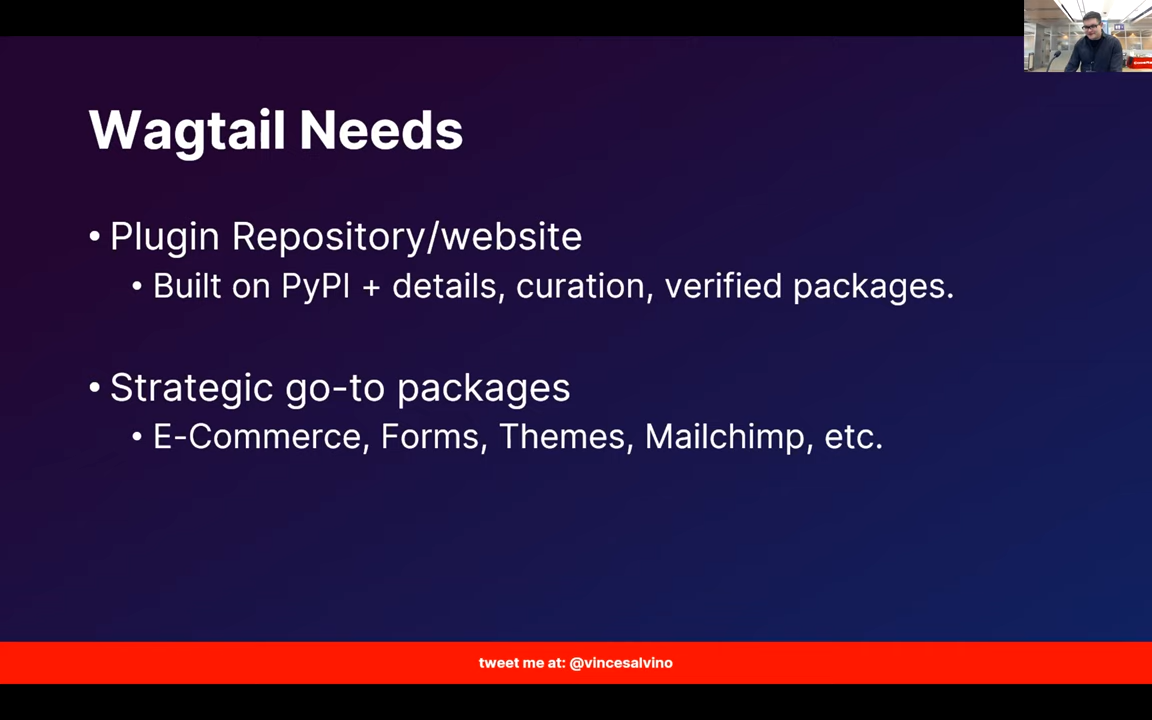 Wagtail Needs
• Plugin Repository/website
• Built on PyPI + details, curation, verified packages.
• Strategic go-to packages
• E-Commerce, Forms, Themes, Mailchimp, etc.
tweet me at: @vincesalvino